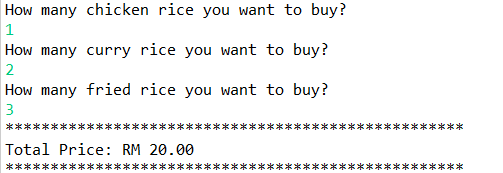 How many chicken rice you want to buy?
1
How many curry rice you want to buy?
2
How many fried rice you want to buy?
3
***************************************************
Total Price: RM 20.00
***************************************************